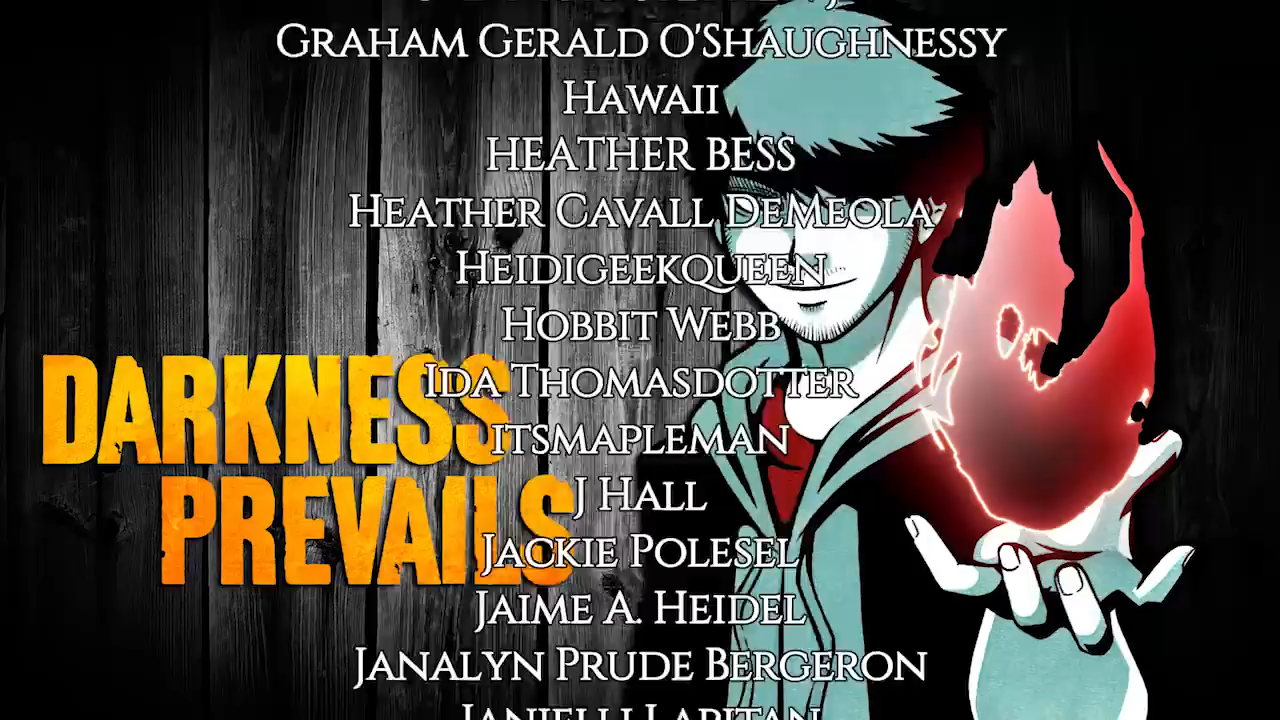 GRAHAM GERALD O'SHAUGHNESSY
HAWAII
HEATHER BESS
HEATHER CAVALL DEMEOLA
HEIDIGEEKQUEEN
HOBBIT WEBB
IDA THOMASDOTTER
ITSMAPLEMAN
J HALL
JACKIE POLESEL
JAIME A. HEIDEL
JANALYN PRUDE BERGERON
DARKNESS
PREVAILS